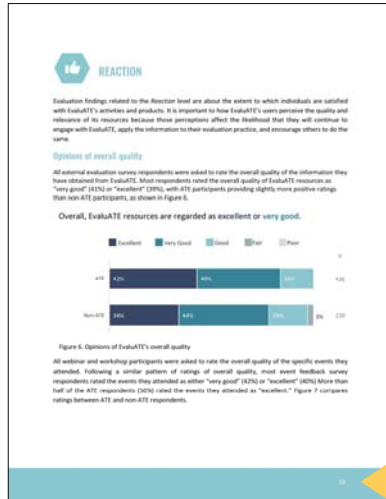 REACTION
Evaluation findings related to the Reaction level are about the extent to which individuals are satisfied
with EvaluATE's activities and products. It is important to how EvaluATE's users perceive the quality and
relevance of its resources because those perceptions affect the likelihood that they will continue to
engage with EvaluATE, apply the information to their evaluation practice, and encourage others to do the
same.
Opinions of overall quality
All external evaluation survey respondents were asked to rate the overall quality of the information they
have obtained from EvaluATE. Most respondents rated the overall quality of EvaluATE resources as
"very good" (41%) or "excellent" (39%), with ATE participants providing slightly more positive ratings
than non-ATE participants, as shown in Figure 6.
Overall, EvaluATE resources are regarded as excellent or very good.
Excellent Very Good Good Fair Poor
ATE 42% 40%
Non-ATE 34% 44% 3%
Figure 6. Opinions of EvaluATE's overall quality
All webinar and workshop participants were asked to rate the overall quality of the specific events they
attended. Following a similar pattern of ratings of overall quality, most event feedback survey
respondents rated the events they attended as either "very good" (42%) or "excellent" (40%) More than
half of the ATE respondents (56%) rated the events they attended as "excellent." Figure 7 compares
ratings between ATE and non-ATE respondents.